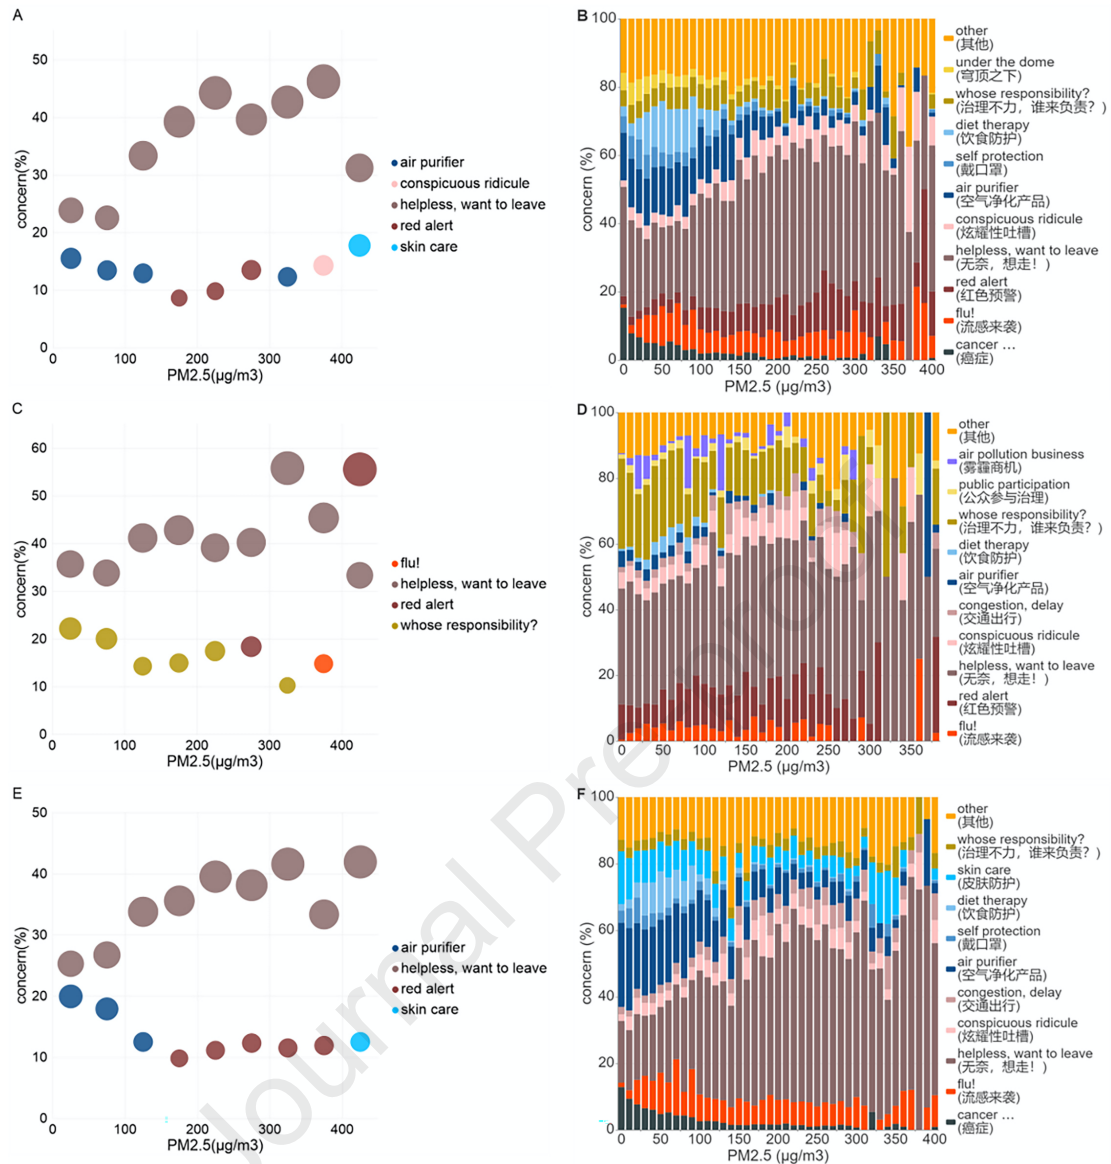 A
concern(%)
50
40
30
20
10
0
0 100 200 300 400
PM2.5(μg/m3)
air purifier
conspicuous ridicule
helpless, want to leave
red alert
skin care
B
concern (%)
100
80
60
40
20
0
0 50 100 150 200 250 300 350 400
PM2.5 (μg/m3)
other
(其他)
under the dome
(穹顶之下)
whose responsibility?
(治理不力，谁来负责？)
diet therapy
(饮食防护)
self protection
(戴口罩)
air purifier
(空气净化产品)
conspicuous ridicule
(炫耀性吐槽)
helpless, want to leave
(无奈，想走！)
red alert
(红色预警)
flu!
(流感来袭)
cancer …
(癌症)
C
concern(%)
60
50
40
30
20
10
0
0 100 200 300 400
PM2.5(μg/m3)
flu!
helpless, want to leave
red alert
whose responsibility?
D
concern (%)
100
80
60
40
20
0
0 50 100 150 200 250 300 350
PM2.5 (μg/m3)
other
(其他)
air pollution business
(雾霾商机)
public participation
(公众参与治理)
whose responsibility?
(治理不力，谁来负责？)
diet therapy
(饮食防护)
air purifier
(空气净化产品)
congestion, delay
(交通出行)
conspicuous ridicule
(炫耀性吐槽)
helpless, want to leave
(无奈，想走！)
red alert
(红色预警)
flu!
(流感来袭)
E
concern(%)
50
40
30
20
10
0
0 100 200 300 400
PM2.5(μg/m3)
air purifier
helpless, want to leave
red alert
skin care
F
concern (%)
100
80
60
40
20
0
0 50 100 150 200 250 300 350 400
PM2.5 (μg/m3)
other
(其他)
whose responsibility?
(治理不力，谁来负责？)
skin care
(皮肤防护)
diet therapy
(饮食防护)
self protection
(戴口罩)
air purifier
(空气净化产品)
congestion, delay
(交通出行)
conspicuous ridicule
(炫耀性吐槽)
helpless, want to leave
(无奈，想走！)
flu!
(流感来袭)
cancer …
(癌症)
Journal Pre-proof